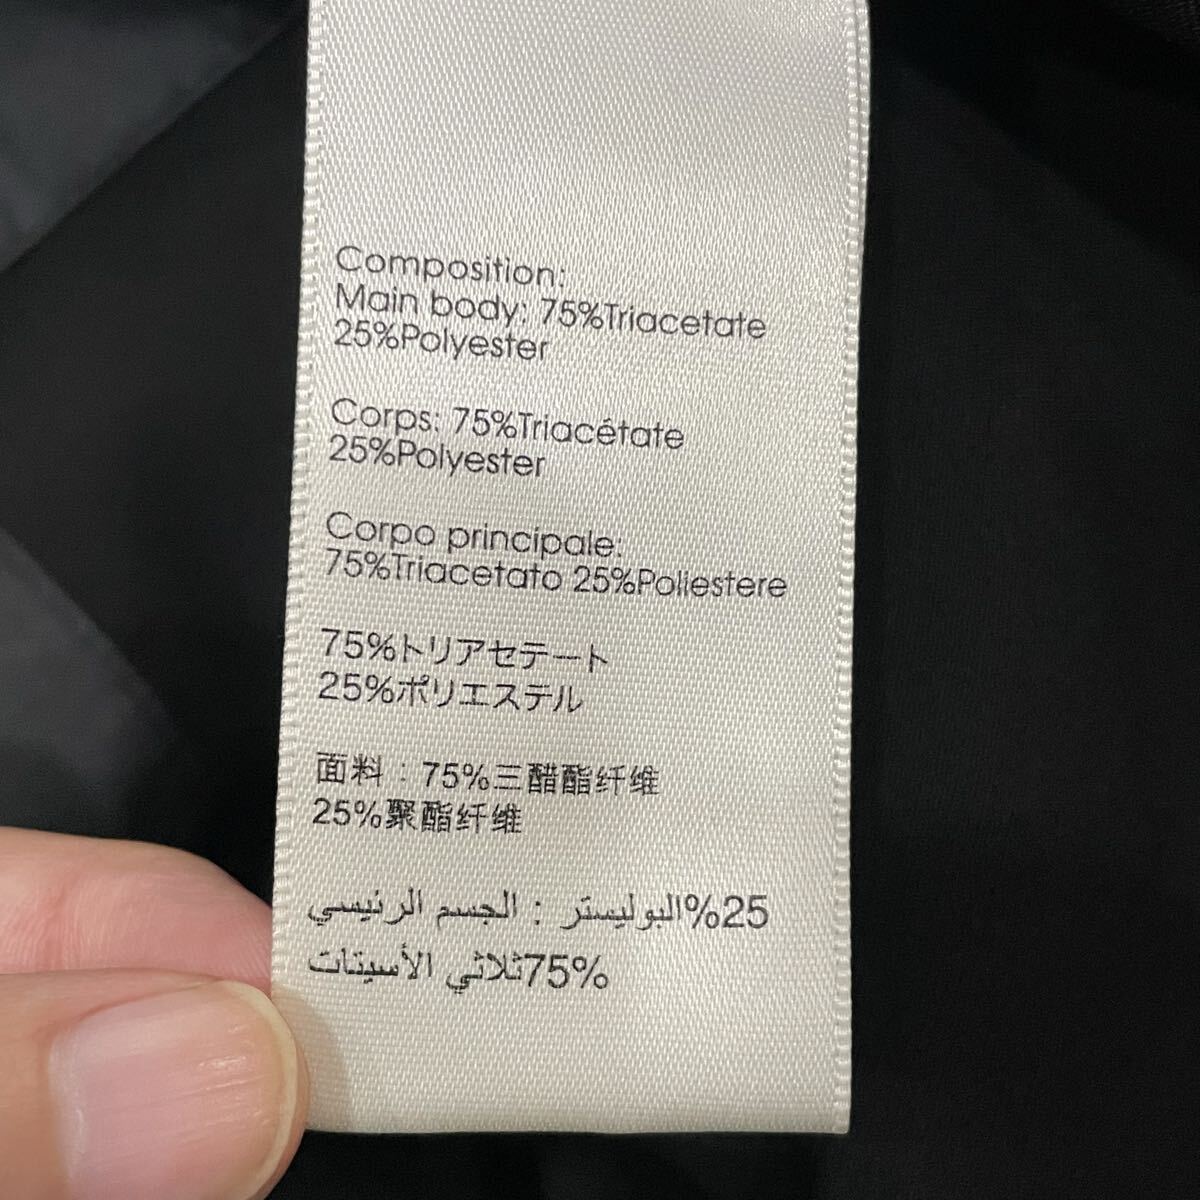 Composition:
Main body: 75%Triacetate
25%Polyester
Corps: 75%Triacétate
25%Polyester
Corpo principale:
75%Triacetato 25%Poliestere
75%トリアセテート
25%ポリエステル
面料：75%三醋酯纤维
25%聚酯纤维
25%البوليستر : الجسم الرئيسي
75%ثلاثي الأسيتات